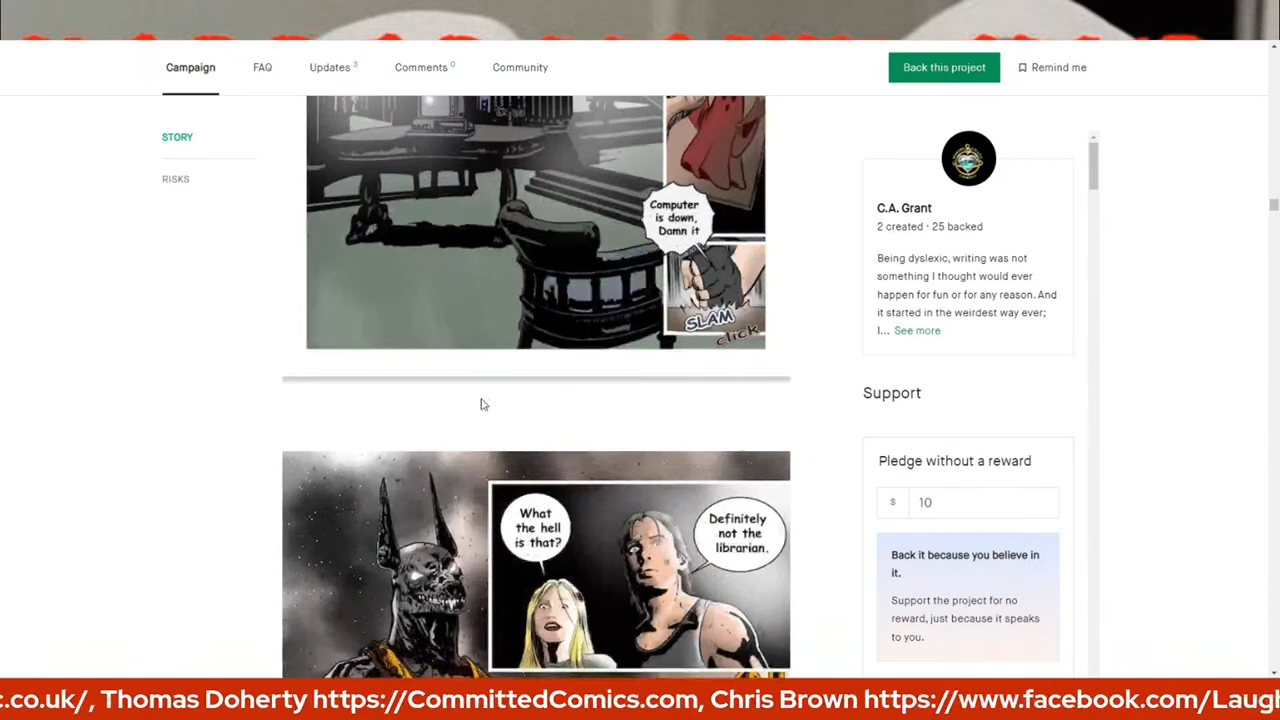 Campaign
FAQ
Updates 3
Comments 0
Community
Back this project
Remind me
STORY
RISKS
Computer
is down,
Damn it
SLAM
click
C.A. Grant
2 created · 25 backed
Being dyslexic, writing was not
something I thought would ever
happen for fun or for any reason. And
it started in the weirdest way ever;
I... See more
Support
Pledge without a reward
$ 10
Back it because you believe in
it.
Support the project for no
reward, just because it speaks
to you.
What
the hell
is that?
Definitely
not the
librarian.
c.co.uk/, Thomas Doherty https://CommittedComics.com, Chris Brown https://www.facebook.com/Laugh